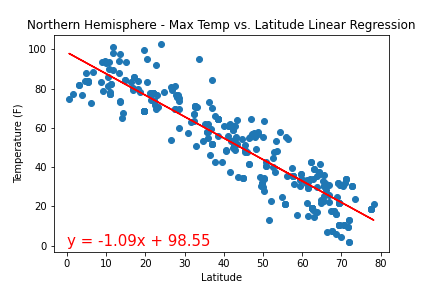 Northern Hemisphere - Max Temp vs. Latitude Linear Regression
100
80
60
40
20
0
Temperature (F)
y = -1.09x + 98.55
0 10 20 30 40 50 60 70 80
Latitude